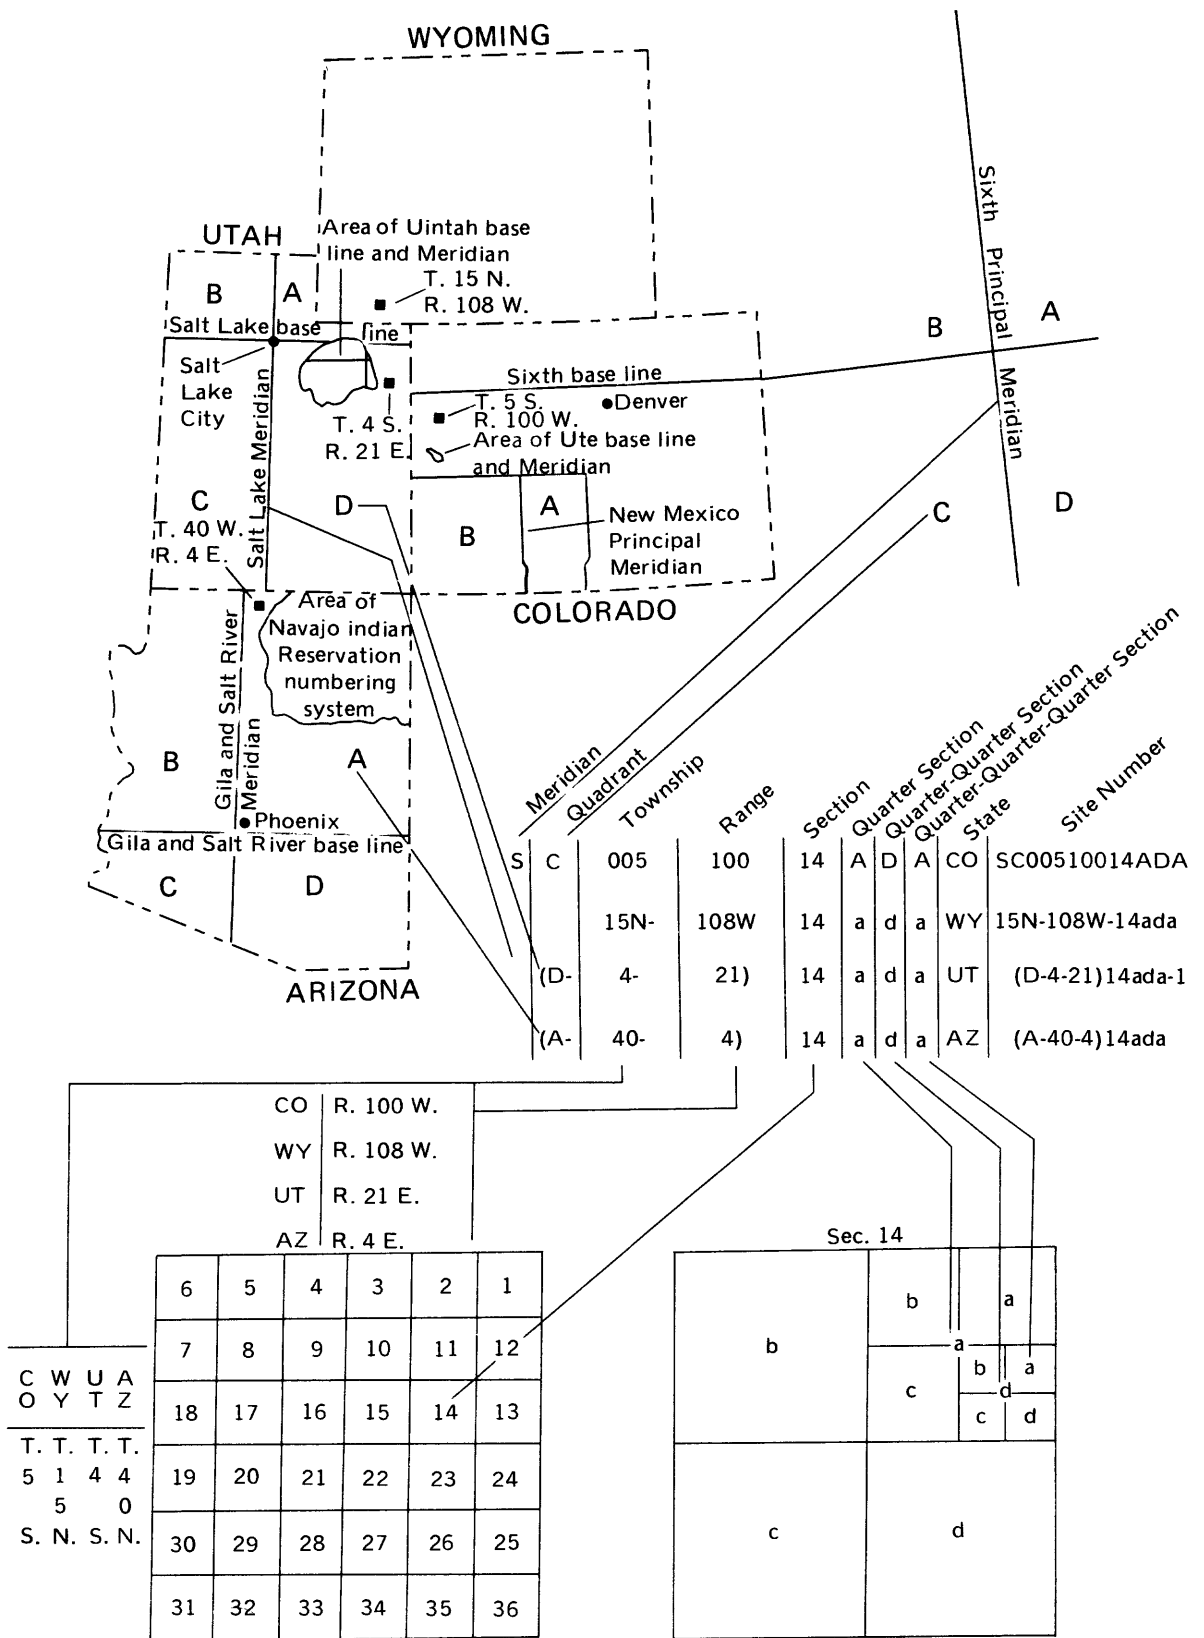 WYOMING
Sixth Principal Meridian
UTAH
Area of Uintah base
line and Meridian
T. 15 N.
R. 108 W.
B
A
B
A
Salt Lake base line
Salt
Lake
City
Salt Lake Meridian
Sixth base line
T. 5 S.
R. 100 W.
Denver
T. 4 S.
R. 21 E.
Area of Ute base line
and Meridian
C
D
A
B
New Mexico
Principal
Meridian
C
D
T. 40 W.
R. 4 E.
COLORADO
Area of
Navajo indian
Reservation
numbering
system
Gila and Salt River
Meridian
B
A
Phoenix
Gila and Salt River base line
C
D
ARIZONA
Meridian
Quadrant
Township
Range
Section
Quarter Section
Quarter-Quarter Section
Quarter-Quarter-Quarter Section
State
Site Number
S C 005 100 14 A D A CO SC00510014ADA
15N- 108W 14 a d a WY 15N-108W-14ada
(D- 4- 21) 14 a d a UT (D-4-21)14ada-1
(A- 40- 4) 14 a d a AZ (A-40-4)14ada
CO R. 100 W.
WY R. 108 W.
UT R. 21 E.
AZ R. 4 E.
6 5 4 3 2 1
7 8 9 10 11 12
18 17 16 15 14 13
19 20 21 22 23 24
30 29 28 27 26 25
31 32 33 34 35 36
C W U A
O Y T Z
T. T. T. T.
5 1 4 4
5 0
S. N. S. N.
Sec. 14
b
b
a
a
c
b
a
d
c
d
c
d